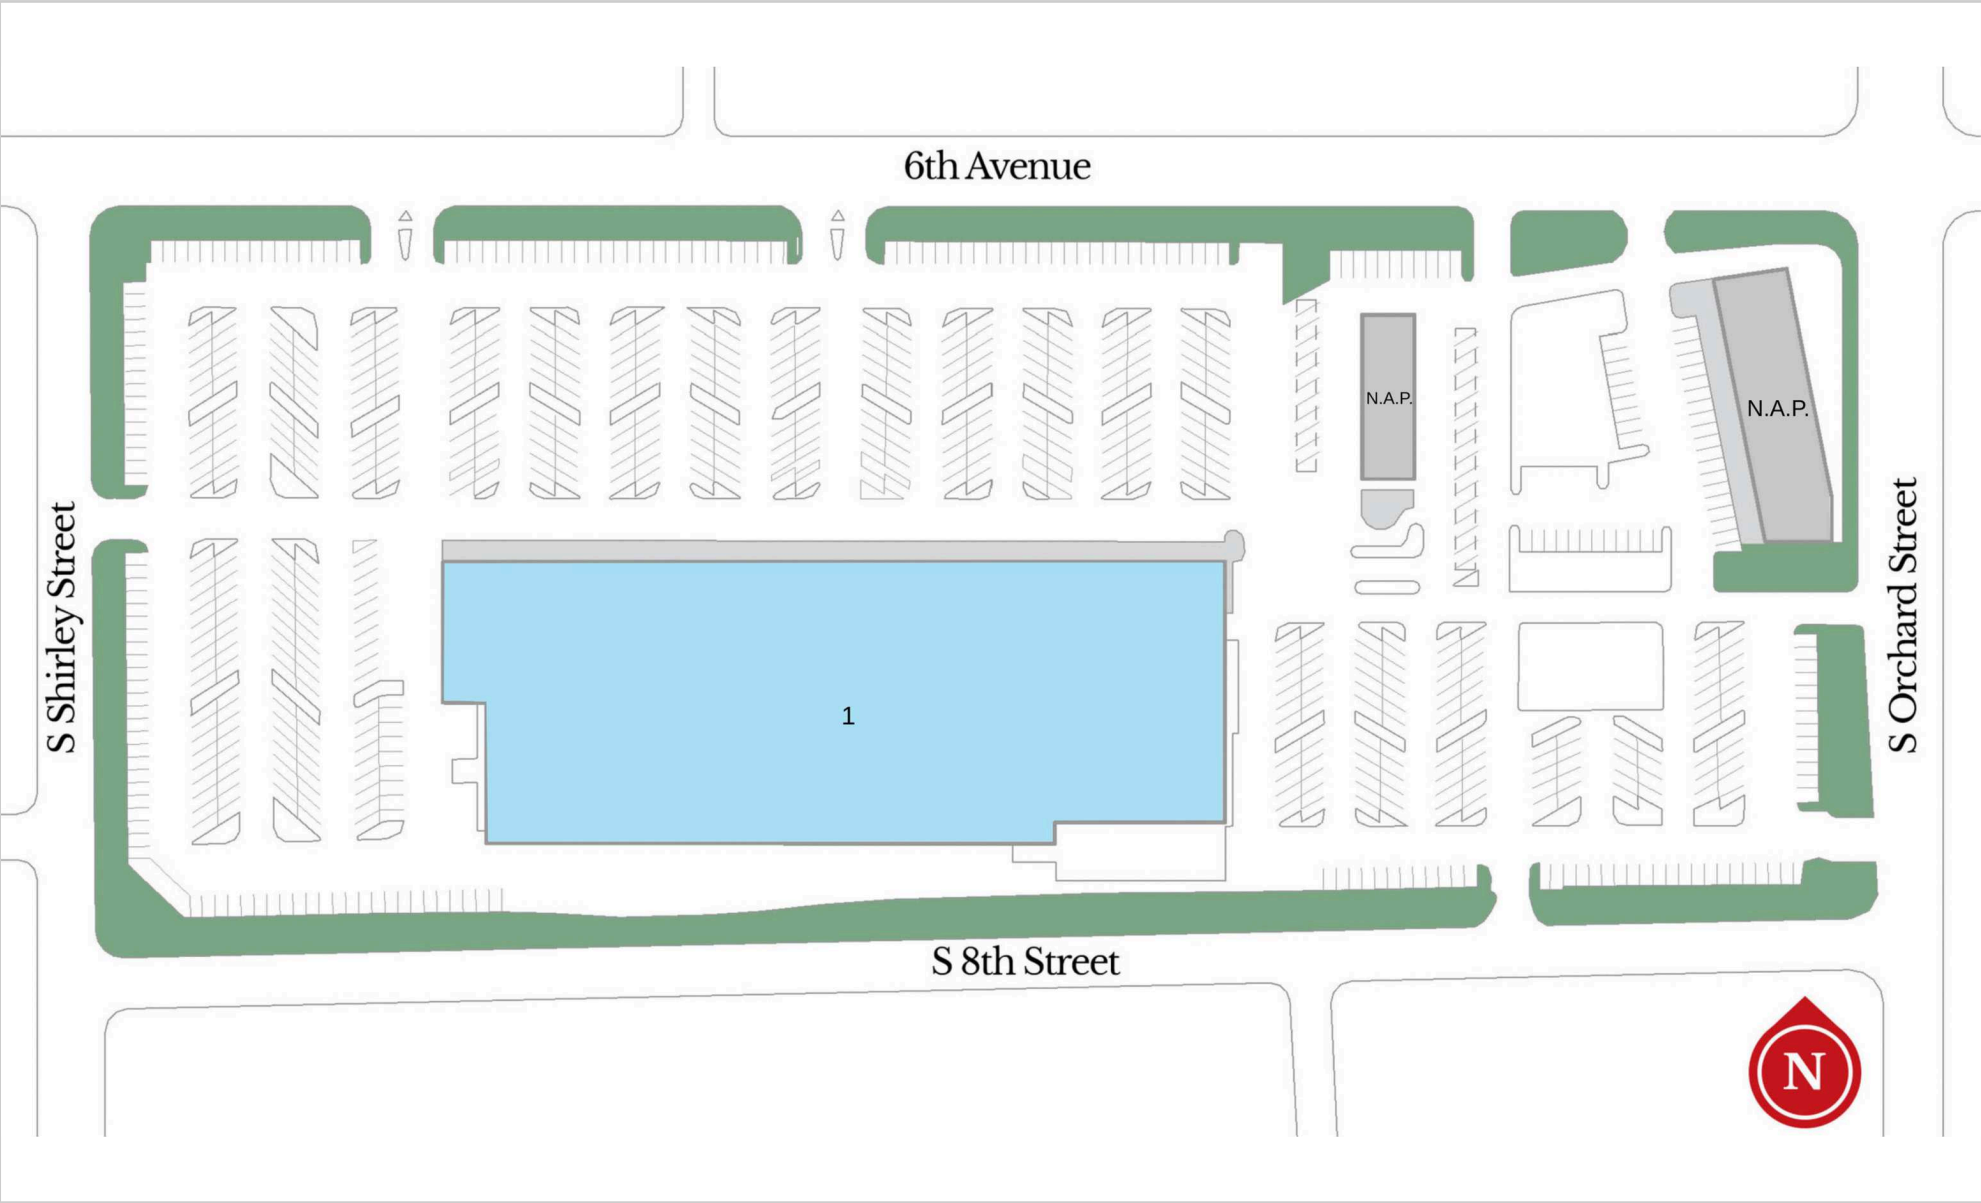 6th Avenue
N.A.P.
N.A.P.
S Shirley Street
S Orchard Street
1
S 8th Street
N